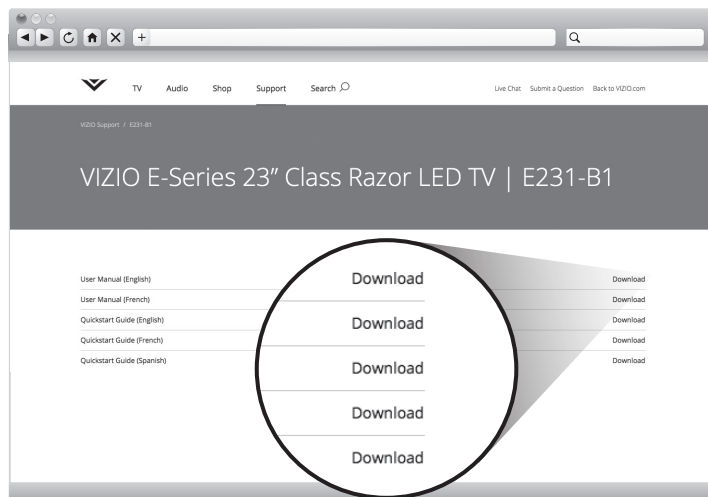 TV Audio Shop Support Search Live Chat Submit a Question Back to VIZIO.com
VIZIO Support / E231-B1
VIZIO E-Series 23” Class Razor LED TV | E231-B1
User Manual (English) Download
User Manual (French) Download
Quickstart Guide (English) Download
Quickstart Guide (French) Download
Quickstart Guide (Spanish) Download
Download
Download
Download
Download
Download